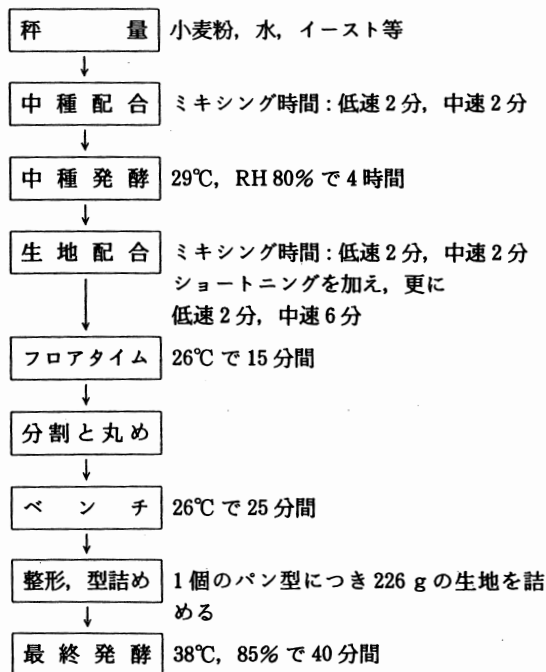 秤量 小麦粉，水，イースト等
中種配合 ミキシング時間：低速2分，中速2分
中種発酵 29℃，RH 80% で4時間
生地配合 ミキシング時間：低速2分，中速2分
ショートニングを加え，更に
低速2分，中速6分
フロアタイム 26℃で15分間
分割と丸め
ベンチ 26℃で25分間
整形，型詰め 1個のパン型につき226 gの生地を詰
める
最終発酵 38℃，85%で40分間